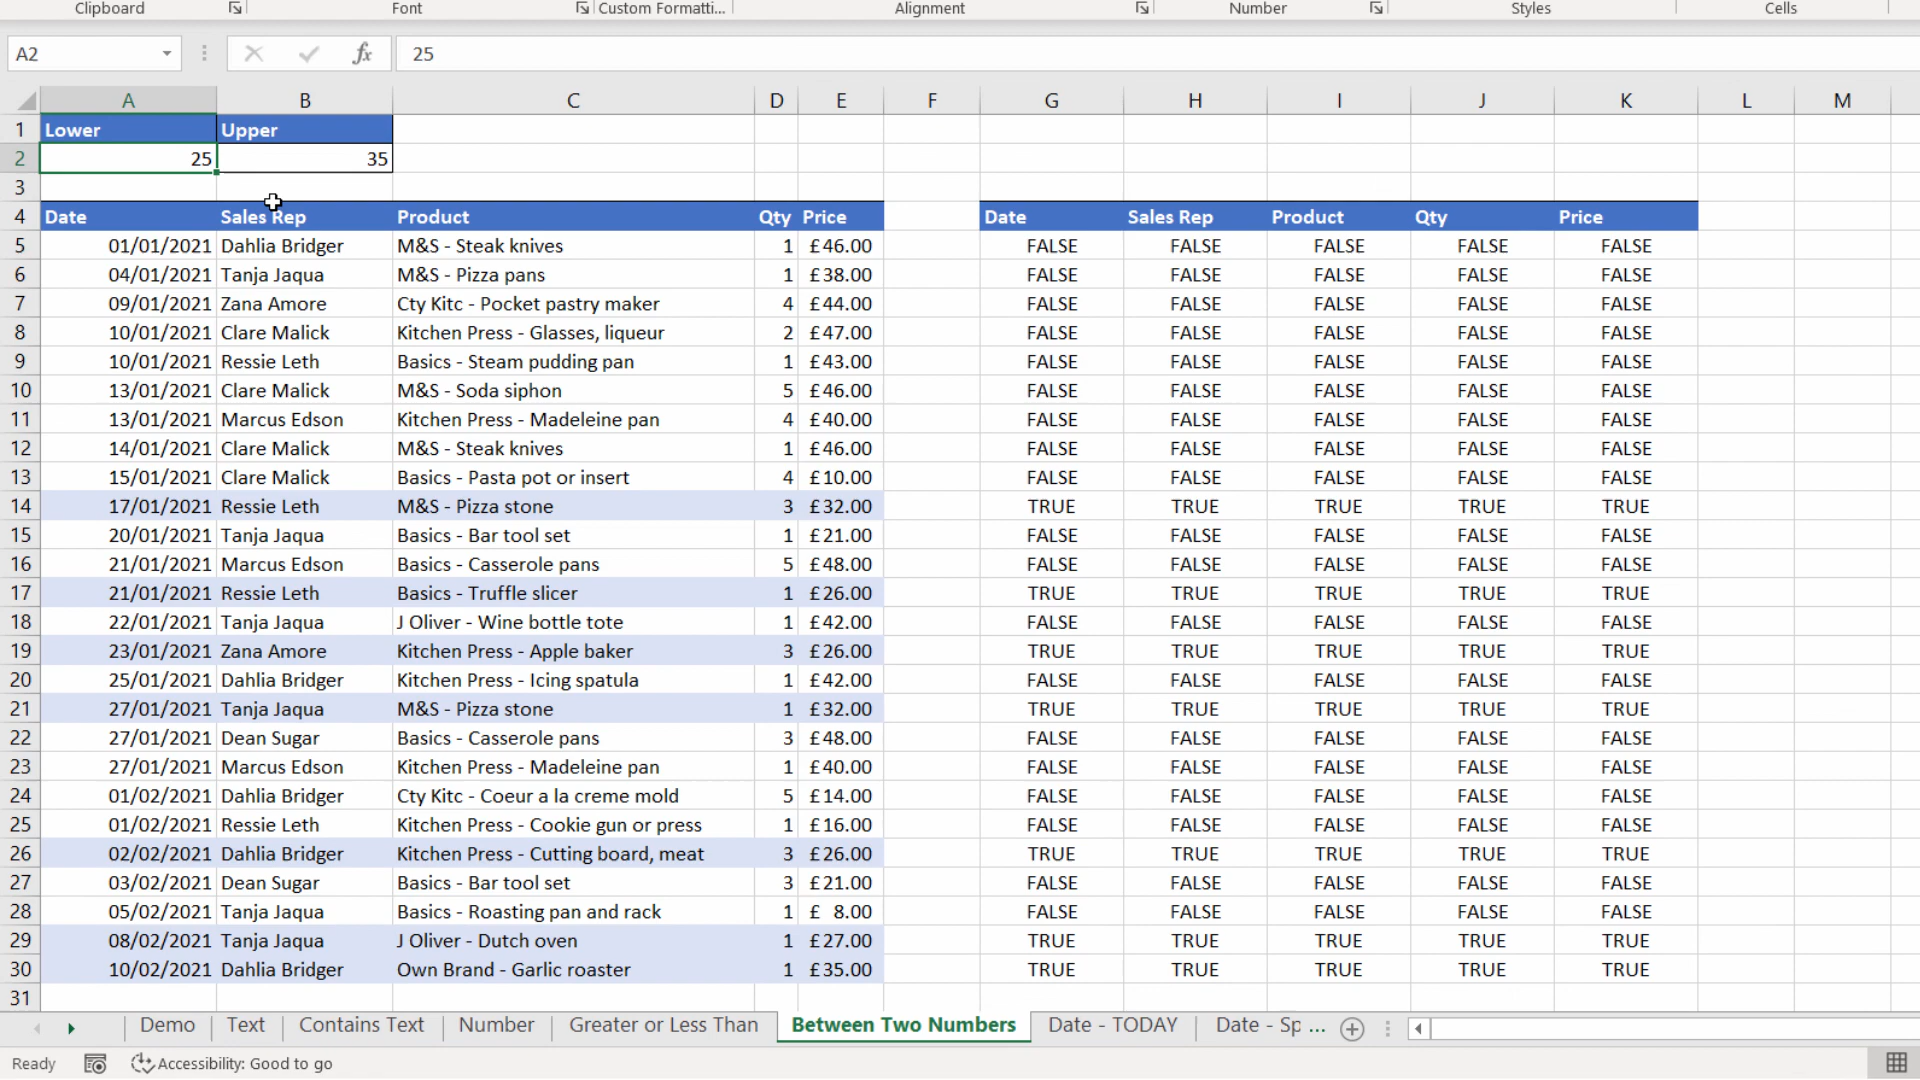 Clipboard Font Custom Formatti... Alignment Number Styles Cells
A2 fx 25
A B C D E F G H I J K L M
1 Lower Upper
2 25 35
3
4 Date Sales Rep Product Qty Price Date Sales Rep Product Qty Price
5 01/01/2021 Dahlia Bridger M&S - Steak knives 1 £46.00 FALSE FALSE FALSE FALSE FALSE
6 04/01/2021 Tanja Jaqua M&S - Pizza pans 1 £38.00 FALSE FALSE FALSE FALSE FALSE
7 09/01/2021 Zana Amore Cty Kitc - Pocket pastry maker 4 £44.00 FALSE FALSE FALSE FALSE FALSE
8 10/01/2021 Clare Malick Kitchen Press - Glasses, liqueur 2 £47.00 FALSE FALSE FALSE FALSE FALSE
9 10/01/2021 Ressie Leth Basics - Steam pudding pan 1 £43.00 FALSE FALSE FALSE FALSE FALSE
10 13/01/2021 Clare Malick M&S - Soda siphon 5 £46.00 FALSE FALSE FALSE FALSE FALSE
11 13/01/2021 Marcus Edson Kitchen Press - Madeleine pan 4 £40.00 FALSE FALSE FALSE FALSE FALSE
12 14/01/2021 Clare Malick M&S - Steak knives 1 £46.00 FALSE FALSE FALSE FALSE FALSE
13 15/01/2021 Clare Malick Basics - Pasta pot or insert 4 £10.00 FALSE FALSE FALSE FALSE FALSE
14 17/01/2021 Ressie Leth M&S - Pizza stone 3 £32.00 TRUE TRUE TRUE TRUE TRUE
15 20/01/2021 Tanja Jaqua Basics - Bar tool set 1 £21.00 FALSE FALSE FALSE FALSE FALSE
16 21/01/2021 Marcus Edson Basics - Casserole pans 5 £48.00 FALSE FALSE FALSE FALSE FALSE
17 21/01/2021 Ressie Leth Basics - Truffle slicer 1 £26.00 TRUE TRUE TRUE TRUE TRUE
18 22/01/2021 Tanja Jaqua J Oliver - Wine bottle tote 1 £42.00 FALSE FALSE FALSE FALSE FALSE
19 23/01/2021 Zana Amore Kitchen Press - Apple baker 3 £26.00 TRUE TRUE TRUE TRUE TRUE
20 25/01/2021 Dahlia Bridger Kitchen Press - Icing spatula 1 £42.00 FALSE FALSE FALSE FALSE FALSE
21 27/01/2021 Tanja Jaqua M&S - Pizza stone 1 £32.00 TRUE TRUE TRUE TRUE TRUE
22 27/01/2021 Dean Sugar Basics - Casserole pans 3 £48.00 FALSE FALSE FALSE FALSE FALSE
23 27/01/2021 Marcus Edson Kitchen Press - Madeleine pan 1 £40.00 FALSE FALSE FALSE FALSE FALSE
24 01/02/2021 Dahlia Bridger Cty Kitc - Coeur a la creme mold 5 £14.00 FALSE FALSE FALSE FALSE FALSE
25 01/02/2021 Ressie Leth Kitchen Press - Cookie gun or press 1 £16.00 FALSE FALSE FALSE FALSE FALSE
26 02/02/2021 Dahlia Bridger Kitchen Press - Cutting board, meat 3 £26.00 TRUE TRUE TRUE TRUE TRUE
27 03/02/2021 Dean Sugar Basics - Bar tool set 3 £21.00 FALSE FALSE FALSE FALSE FALSE
28 05/02/2021 Tanja Jaqua Basics - Roasting pan and rack 1 £ 8.00 FALSE FALSE FALSE FALSE FALSE
29 08/02/2021 Tanja Jaqua J Oliver - Dutch oven 1 £27.00 TRUE TRUE TRUE TRUE TRUE
30 10/02/2021 Dahlia Bridger Own Brand - Garlic roaster 1 £35.00 TRUE TRUE TRUE TRUE TRUE
31
Demo Text Contains Text Number Greater or Less Than Between Two Numbers Date - TODAY Date - Sp ...
Ready Accessibility: Good to go